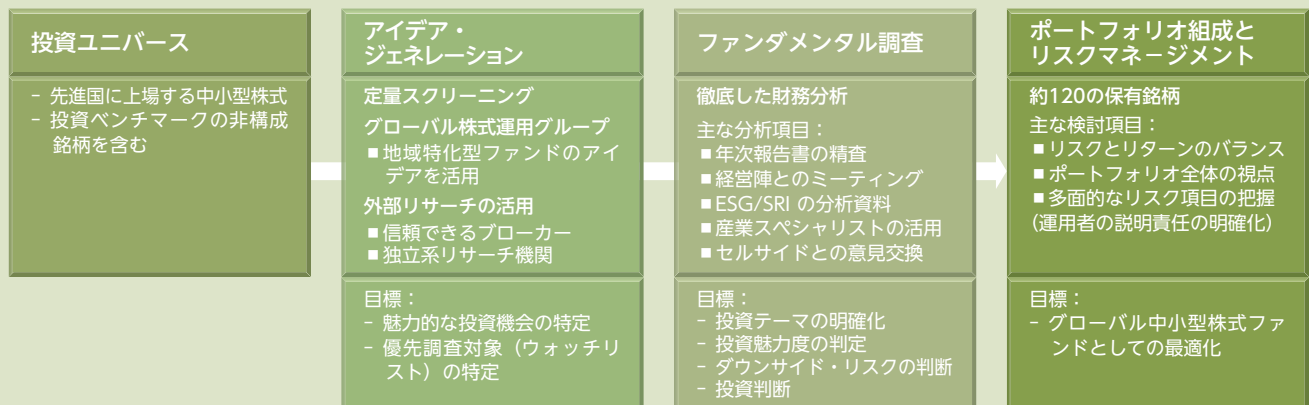 投資ユニバース
- 先進国に上場する中小型株式
- 投資ベンチマークの非構成
銘柄を含む
アイデア・
ジェネレーション
定量スクリーニング
グローバル株式運用グループ
■地域特化型ファンドのアイ
デアを活用
外部リサーチの活用
■信頼できるブローカー
■独立系リサーチ機関
目標：
- 魅力的な投資機会の特定
- 優先調査対象（ウォッチリ
スト）の特定
ファンダメンタル調査
徹底した財務分析
主な分析項目：
■年次報告書の精査
■経営陣とのミーティング
■ESG/SRI の分析資料
■産業スペシャリストの活用
■セルサイドとの意見交換
目標：
- 投資テーマの明確化
- 投資魅力度の判定
- ダウンサイド・リスクの判断
- 投資判断
ポートフォリオ組成と
リスクマネージメント
約120の保有銘柄
主な検討項目：
■リスクとリターンのバランス
■ポートフォリオ全体の視点
■多面的なリスク項目の把握
(運用者の説明責任の明確化)
目標：
- グローバル中小型株式ファ
ンドとしての最適化